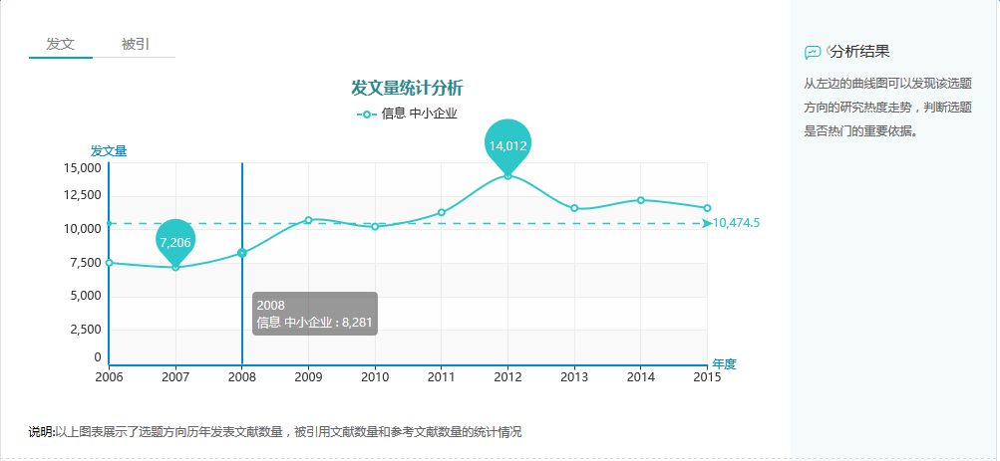 发文 被引
发文量统计分析
信息 中小企业
发文量
15,000
12,500
10,000
7,500
5,000
2,500
0
14,012
7,206
10,474.5
2008
信息 中小企业 : 8,281
2006 2007 2008 2009 2010 2011 2012 2013 2014 2015
年度
说明:以上图表展示了选题方向历年发表文献数量，被引用文献数量和参考文献数量的统计情况
分析结果
从左边的曲线图可以发现该选题
方向的研究热度走势，判断选题
是否热门的重要依据。